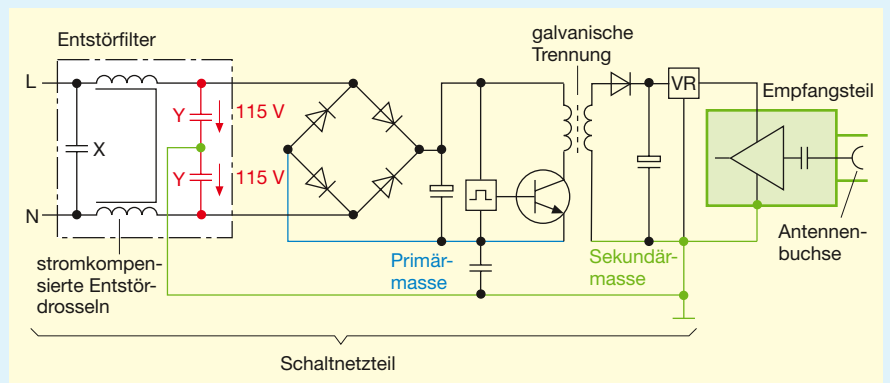 Entstörfilter
galvanische
Trennung
L
Y
115 V
X
Y
115 V
N
VR
Empfangsteil
Antennen-
buchse
stromkompen-
sierte Entstör-
drosseln
Primär-
masse
Sekundär-
masse
Schaltnetzteil